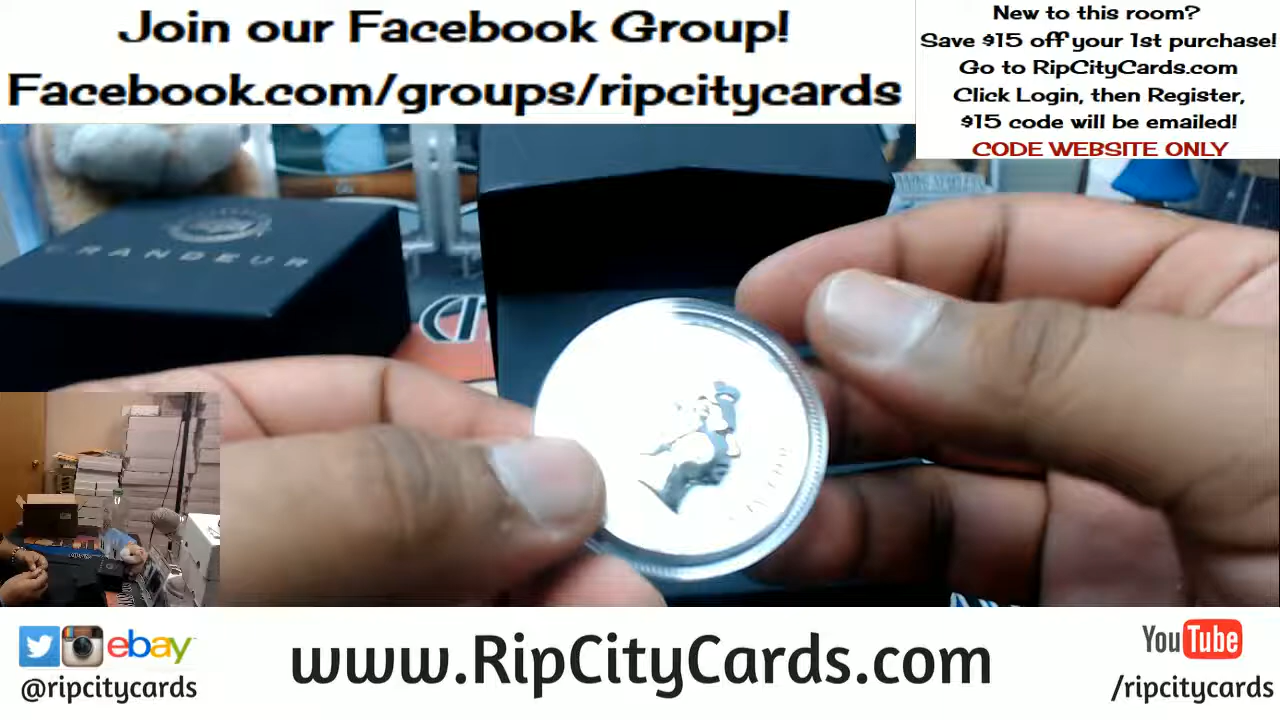 Join our Facebook Group!
Facebook.com/groups/ripcitycards
New to this room?
Save $15 off your 1st purchase!
Go to RipCityCards.com
Click Login, then Register,
$15 code will be emailed!
CODE WEBSITE ONLY
GRANDEUR
ebay
@ripcitycards
www.RipCityCards.com
YouTube
/ripcitycards